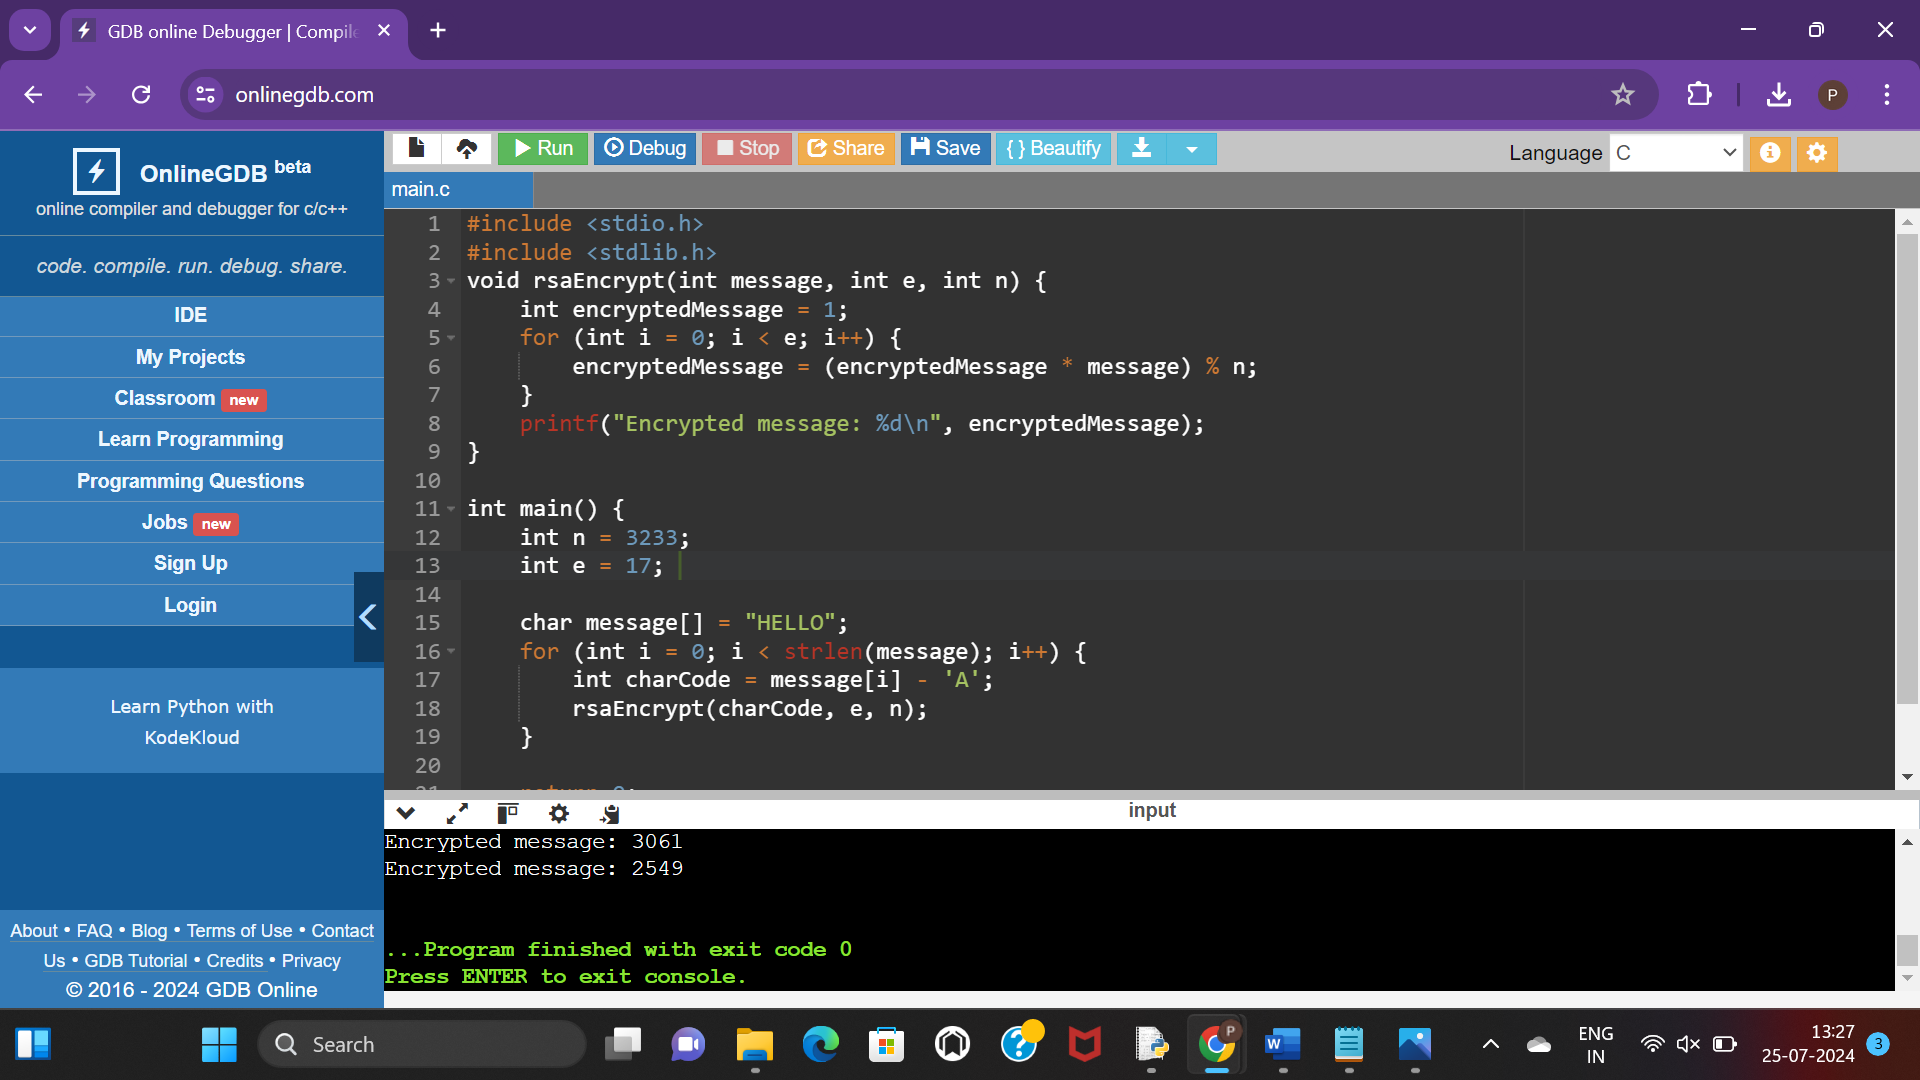 GDB online Debugger | Compile
onlinegdb.com
P
OnlineGDB beta
online compiler and debugger for c/c++
code. compile. run. debug. share.
IDE
My Projects
Classroom new
Learn Programming
Programming Questions
Jobs new
Sign Up
Login
Learn Python with
KodeKloud
About • FAQ • Blog • Terms of Use • Contact
Us • GDB Tutorial • Credits • Privacy
© 2016 - 2024 GDB Online
Run Debug Stop Share Save { } Beautify
Language C
main.c
1 #include <stdio.h>
2 #include <stdlib.h>
3 void rsaEncrypt(int message, int e, int n) {
4 int encryptedMessage = 1;
5 for (int i = 0; i < e; i++) {
6 encryptedMessage = (encryptedMessage * message) % n;
7 }
8 printf("Encrypted message: %d\n", encryptedMessage);
9 }
10
11 int main() {
12 int n = 3233;
13 int e = 17;
14
15 char message[] = "HELLO";
16 for (int i = 0; i < strlen(message); i++) {
17 int charCode = message[i] - 'A';
18 rsaEncrypt(charCode, e, n);
19 }
20
21 return 0;
input
Encrypted message: 3061
Encrypted message: 2549
...Program finished with exit code 0
Press ENTER to exit console.
Search
P
W
ENG
IN
13:27
25-07-2024
3